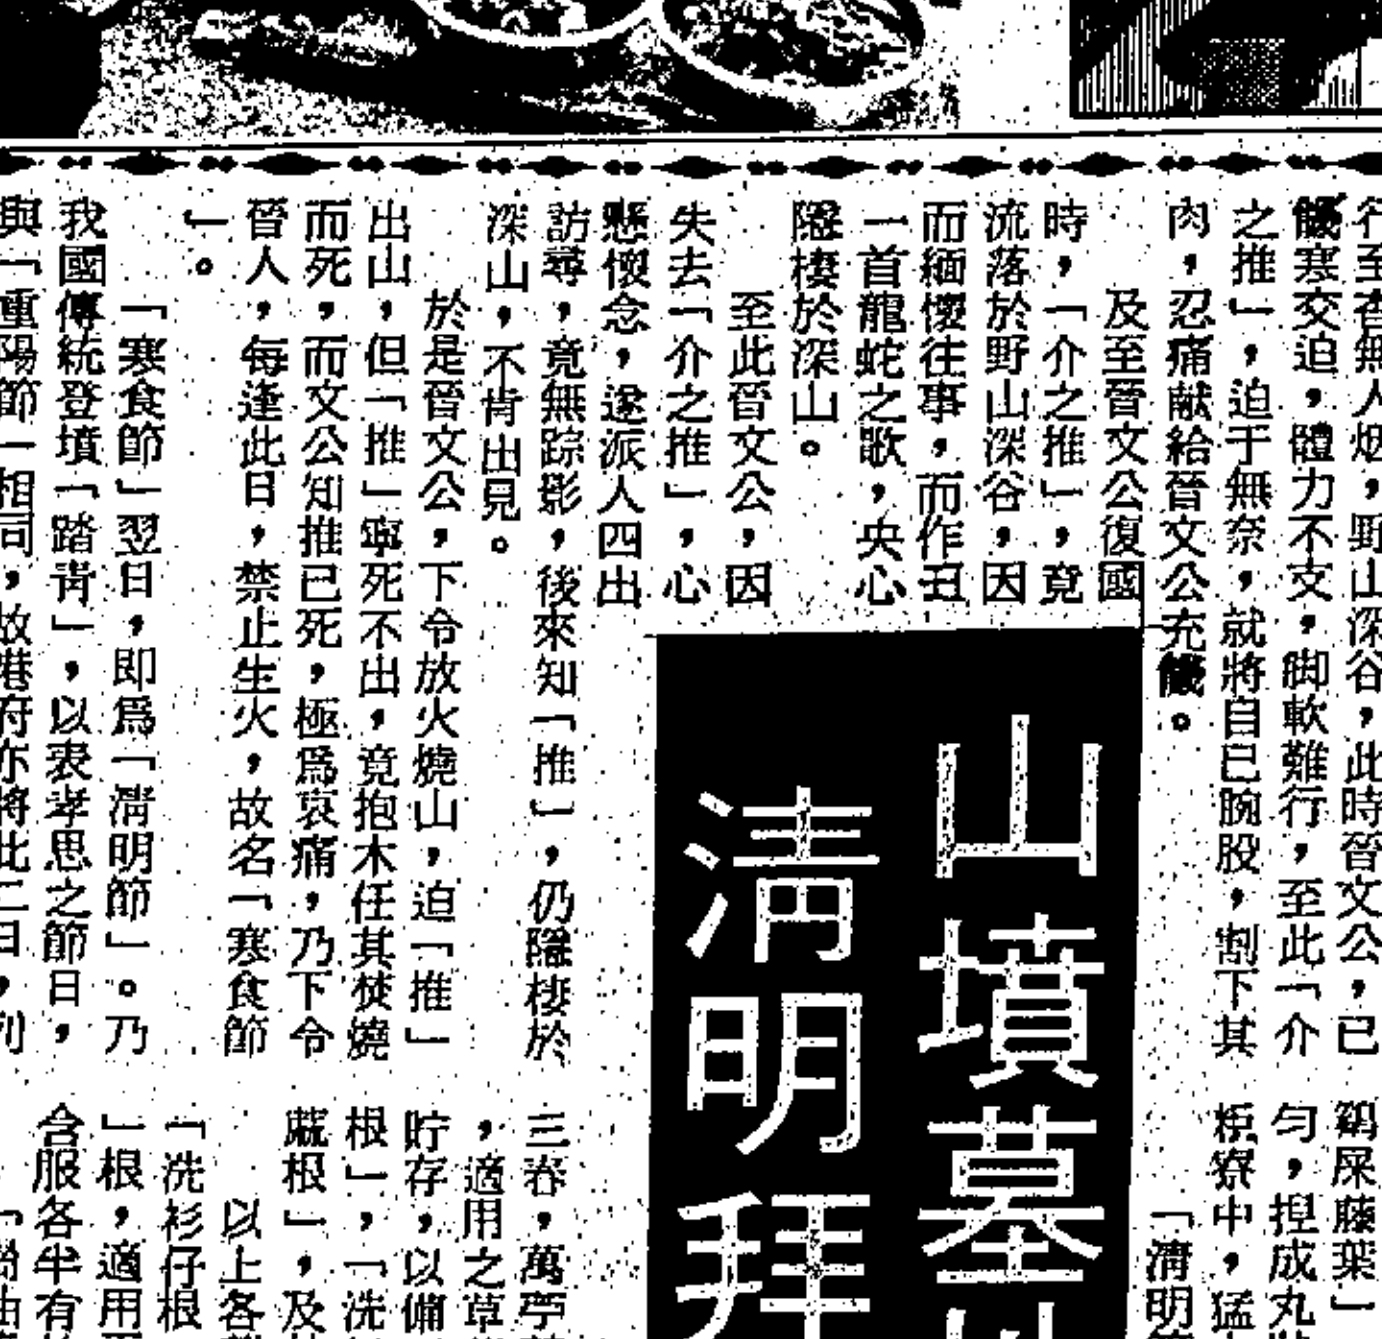 行至杳無人烟，野山深谷，此時晉文公，已
饑寒交迫，體力不支，脚軟難行，至此「介
之推」，迫于無奈，就將自已腕股，割下其
肉，忍痛献給晉文公充饑。
及至晉文公復國
時，「介之推」，竟
流落於野山深谷，因
而緬懷往事，而作丑
一首龍蛇之歌，央心
隱棲於深山。
至此晉文公，因
失去「介之推」，心
懸懷念，遂派人四出
訪尋，竟無踪影，後來知「推」，仍隱棲於
深山，不肯出見。
於是晉文公，下令放火燒山，迫「推」
出山，但「推」寧死不出，竟抱木任其焚燒
而死，而文公知推已死，極爲哀痛，乃下令
晉人，每逢此日，禁止生火，故名「寒食節
」。
「寒食節」翌日，即爲「清明節」。乃
我國傳統登墳「踏青」，以表孝思之節日，
與「重陽節一相同，故港府亦將此二日，列
山墳墓
清明拜
鷄屎藤葉」
勻，揑成丸
粔寮中，猛
「清明
三春，萬
，適用之草
貯存，以備
根」，「洗
蔴根」，及
以上各
「洗衫仔根
」根，適用
含服各半有